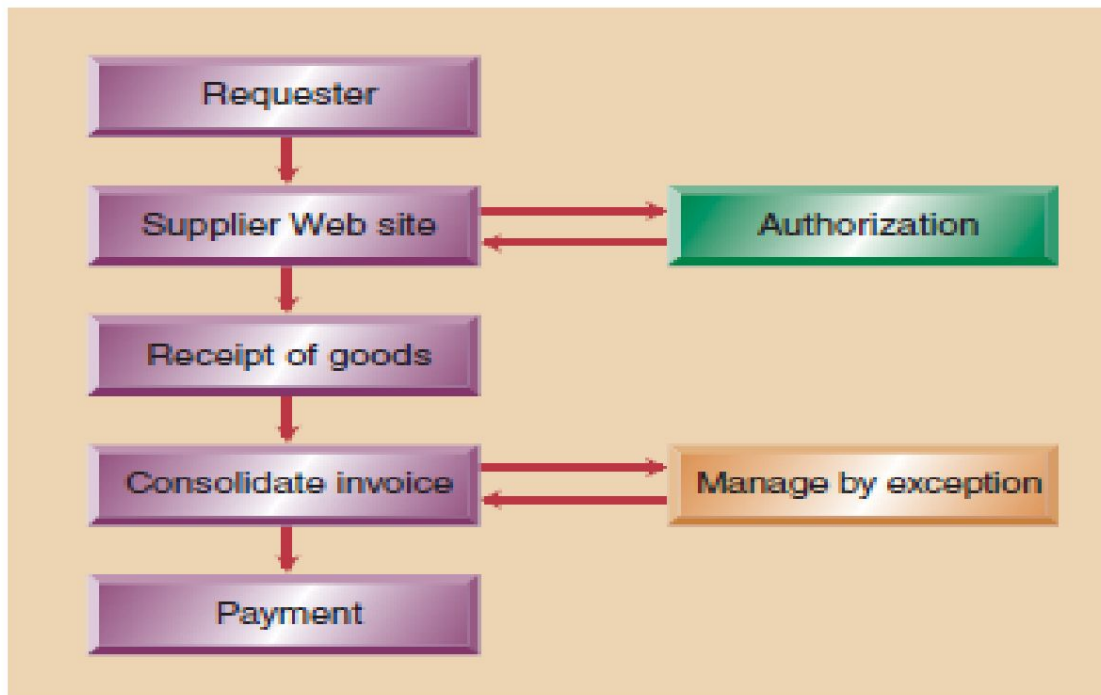 Requester
Supplier Web site
Authorization
Receipt of goods
Consolidate invoice
Manage by exception
Payment